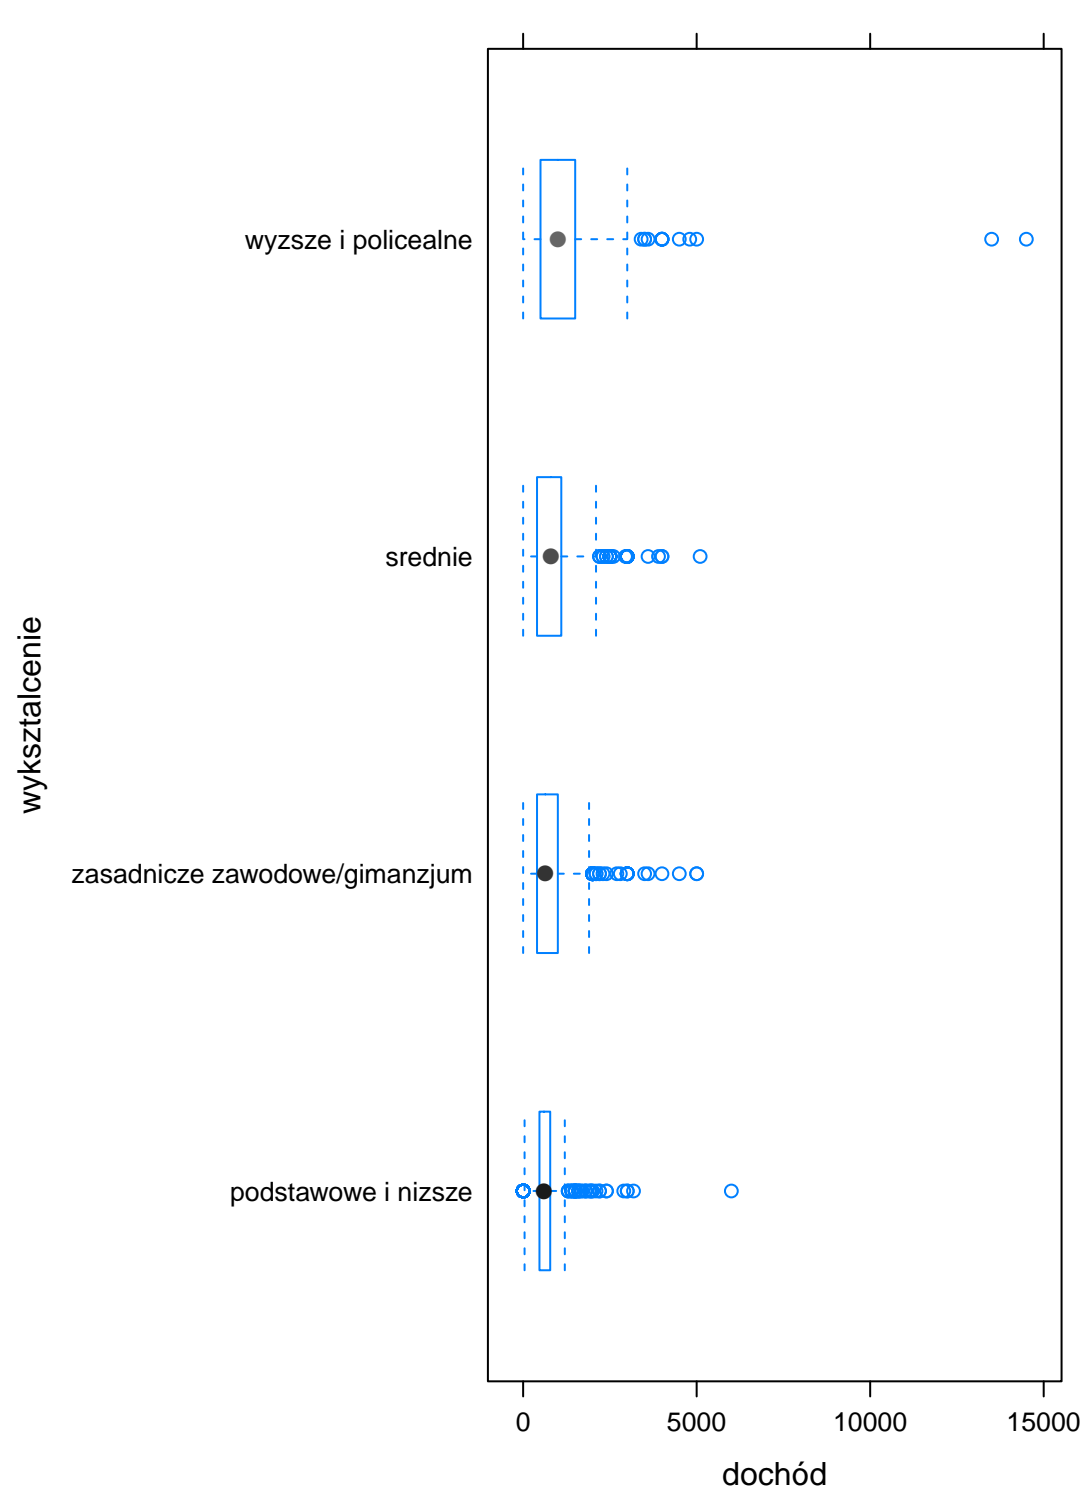 wyksztalcenie
wyzsze i policealne
srednie
zasadnicze zawodowe/gimanzjum
podstawowe i nizsze
0 5000 10000 15000
dochód